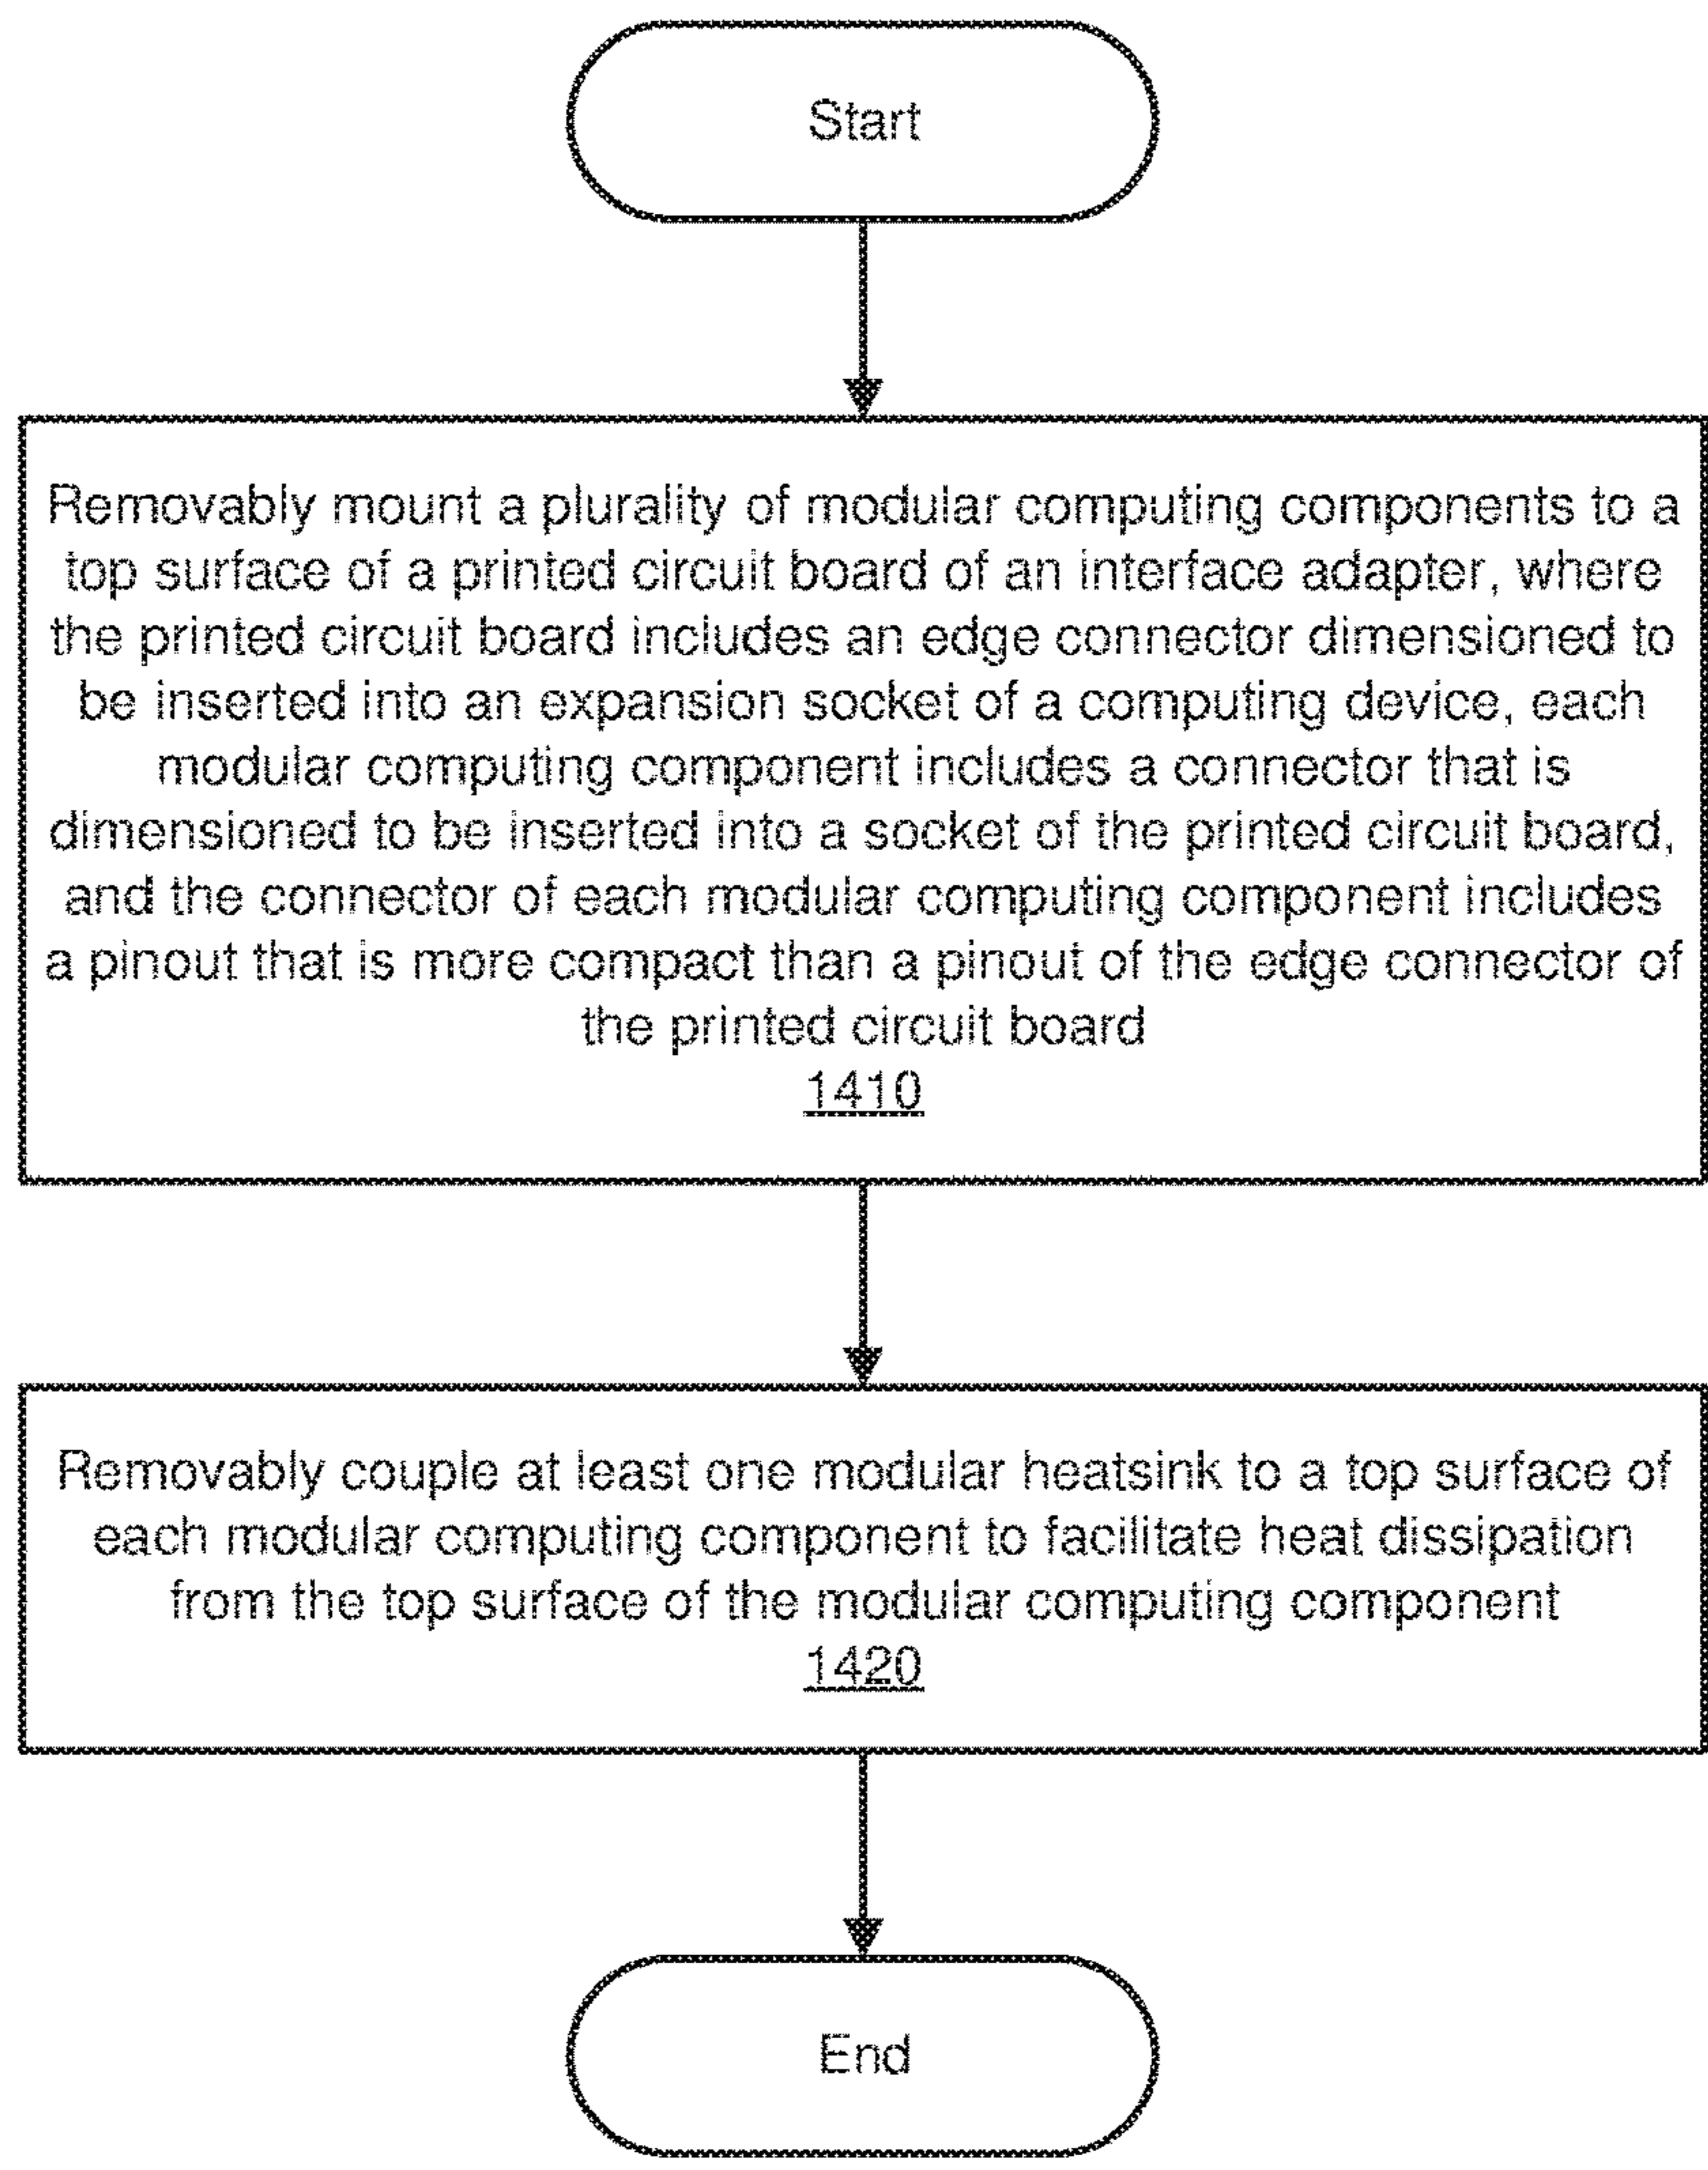 Start
Removably mount a plurality of modular computing components to a
top surface of a printed circuit board of an interface adapter, where
the printed circuit board includes an edge connector dimensioned to
be inserted into an expansion socket of a computing device, each
modular computing component includes a connector that is
dimensioned to be inserted into a socket of the printed circuit board,
and the connector of each modular computing component includes
a pinout that is more compact than a pinout of the edge connector of
the printed circuit board
1410
Removably couple at least one modular heatsink to a top surface of
each modular computing component to facilitate heat dissipation
from the top surface of the modular computing component
1420
End